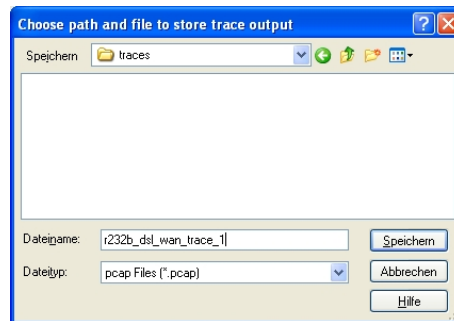 Choose path and file to store trace output
Speichern traces
Dateiname: r232b_dsl_wan_trace_1 Speichern
Dateityp: pcap Files (*.pcap) Abbrechen
Hilfe